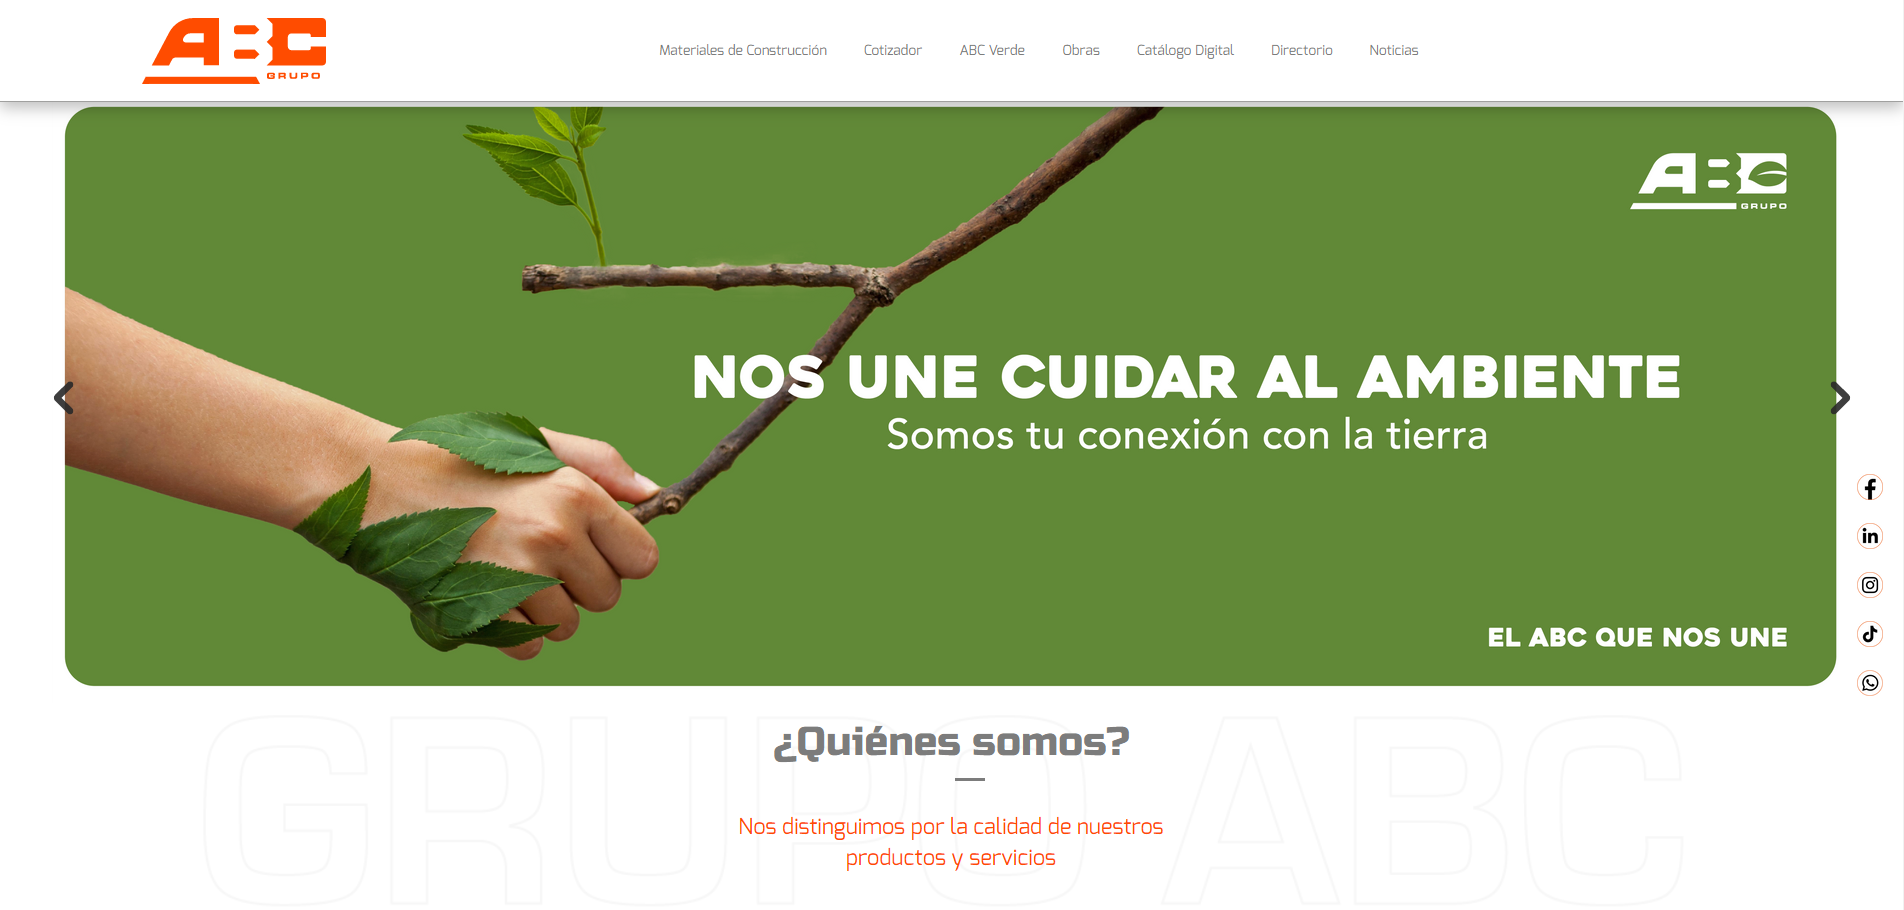 ABC
GRUPO
Materiales de Construcción
Cotizador
ABC Verde
Obras
Catálogo Digital
Directorio
Noticias
ABC
GRUPO
NOS UNE CUIDAR AL AMBIENTE
Somos tu conexión con la tierra
EL ABC QUE NOS UNE
GRUPO ABC
¿Quiénes somos?
Nos distinguimos por la calidad de nuestros
productos y servicios